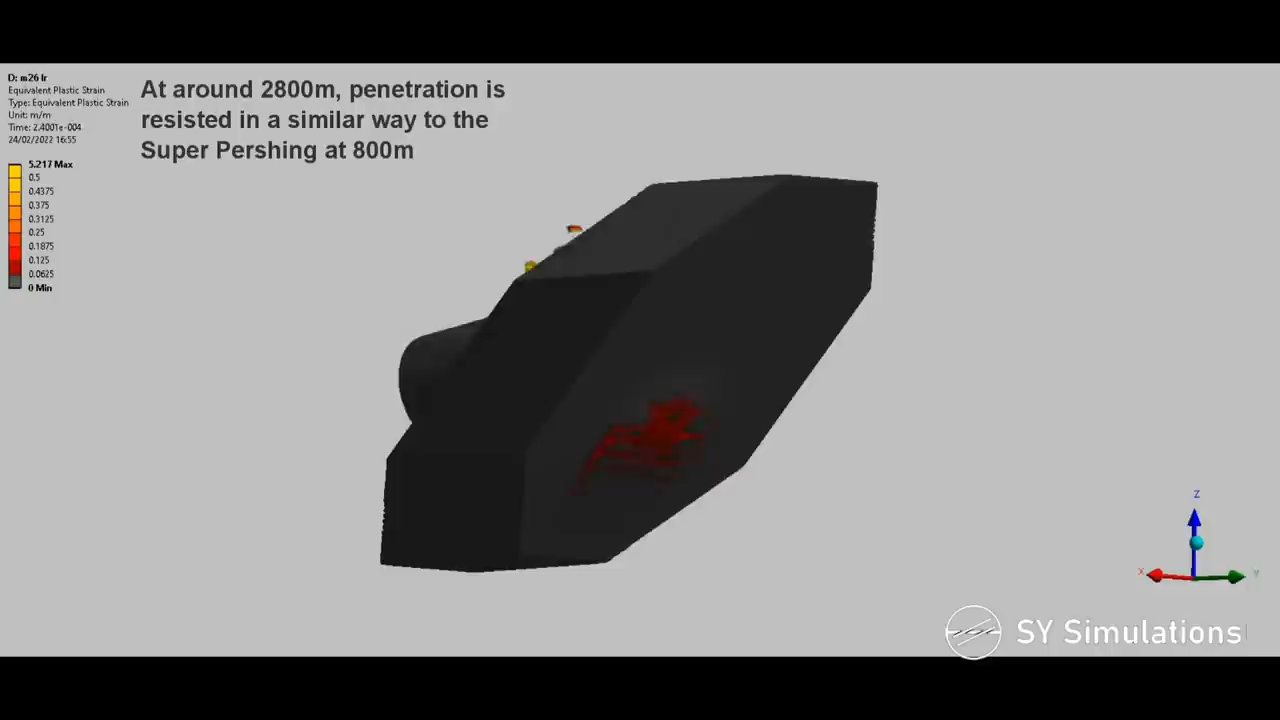 D: m26 lr
Equivalent Plastic Strain
Type: Equivalent Plastic Strain
Unit: m/m
Time: 2.4001e-004
24/02/2022 16:55
At around 2800m, penetration is
resisted in a similar way to the
Super Pershing at 800m
5.217 Max
0.5
0.4375
0.375
0.3125
0.25
0.1875
0.125
0.0625
0 Min
Z
X
Y
SY Simulations